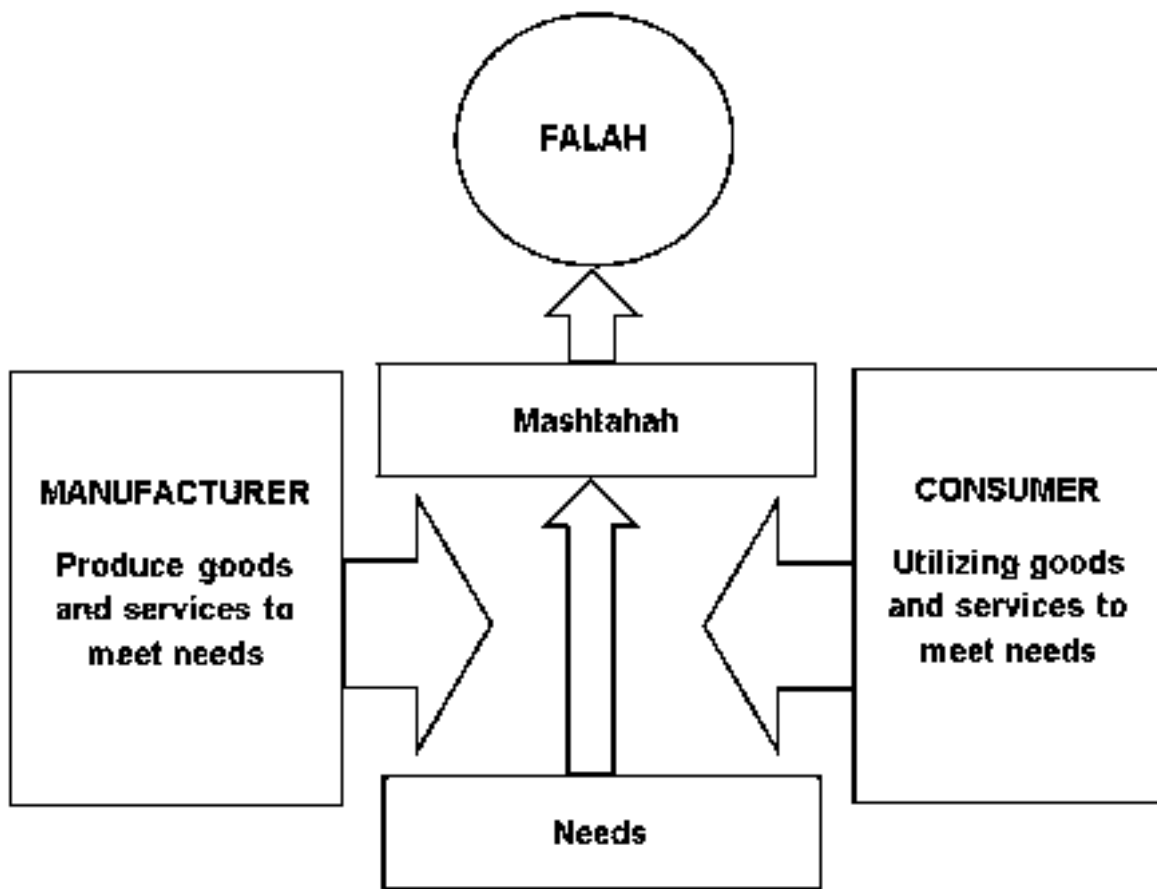 FALAH
Mashtahah
MANUFACTURER
Produce goods
and services to
meet needs
CONSUMER
Utilizing goods
and services to
meet needs
Needs